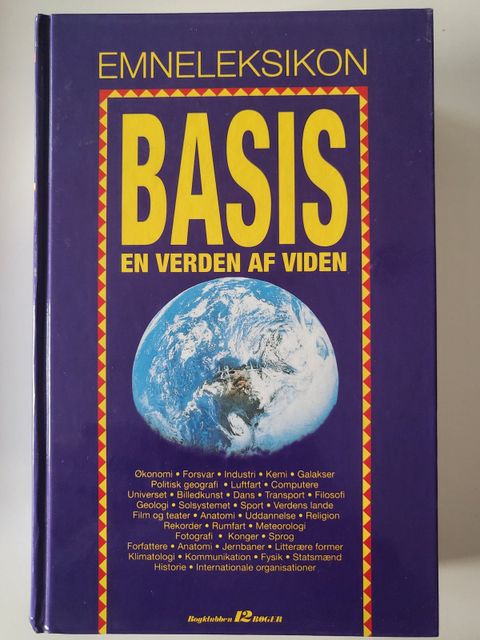 EMNELEKSIKON
BASIS
EN VERDEN AF VIDEN
Økonomi • Forsvar • Industri • Kemi • Galakser
Politisk geografi • Luftfart • Computere
Universet • Billedkunst • Dans • Transport • Filosofi
Geologi • Solsystemet • Sport • Verdens lande
Film og teater • Anatomi • Uddannelse • Religion
Rekorder • Rumfart • Meteorologi
Fotografi • Konger • Sprog
Forfattere • Anatomi • Jernbaner • Litterære former
Klimatologi • Kommunikation • Fysik • Statsmænd
Historie • Internationale organisationer
Bogklubben 12 BØGER